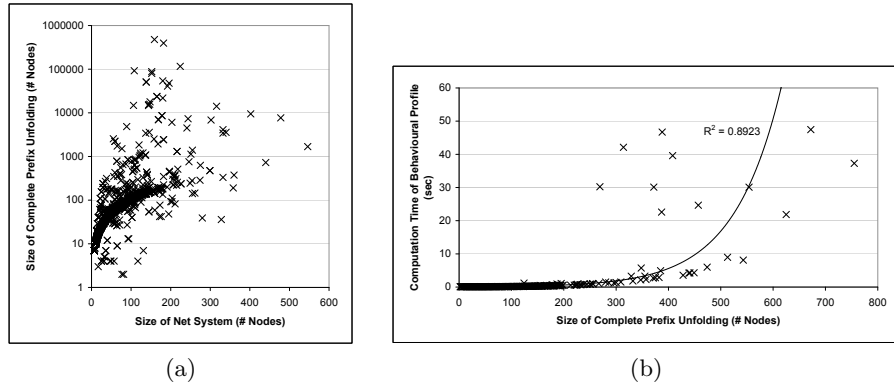 1000000
100000
10000
1000
100
10
1
0 100 200 300 400 500 600
Size of Net System (# Nodes)
Size of Complete Prefix Unfolding (# Nodes)
(a)
60
50
40
30
20
10
0
0 100 200 300 400 500 600 700 800
R² = 0.8923
Size of Complete Prefix Unfolding (# Nodes)
Computation Time of Behavioural Profile
(sec)
(b)